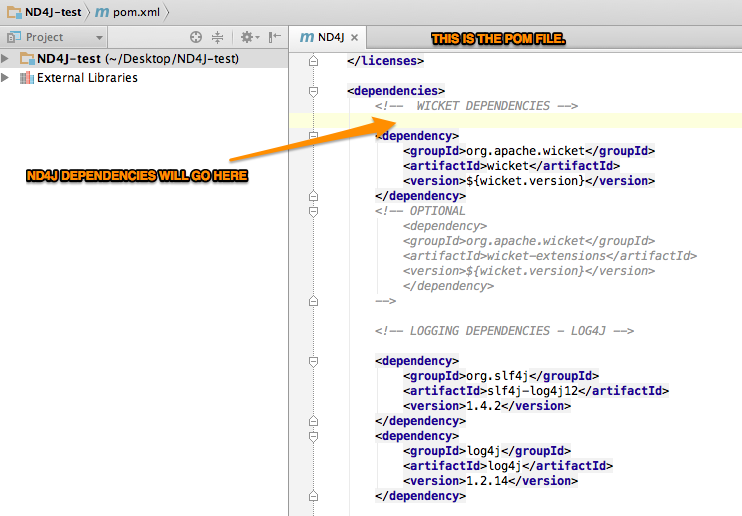 ND4J-test pom.xml
Project
ND4J-test (~/Desktop/ND4J-test)
External Libraries
ND4J DEPENDENCIES WILL GO HERE
m ND4J ×
THIS IS THE POM FILE.
</licenses>
<dependencies>
<!--  WICKET DEPENDENCIES -->
<dependency>
<groupId>org.apache.wicket</groupId>
<artifactId>wicket</artifactId>
<version>${wicket.version}</version>
</dependency>
<!-- OPTIONAL
<dependency>
<groupId>org.apache.wicket</groupId>
<artifactId>wicket-extensions</artifactId>
<version>${wicket.version}</version>
</dependency>
-->
<!-- LOGGING DEPENDENCIES - LOG4J -->
<dependency>
<groupId>org.slf4j</groupId>
<artifactId>slf4j-log4j12</artifactId>
<version>1.4.2</version>
</dependency>
<dependency>
<groupId>log4j</groupId>
<artifactId>log4j</artifactId>
<version>1.2.14</version>
</dependency>